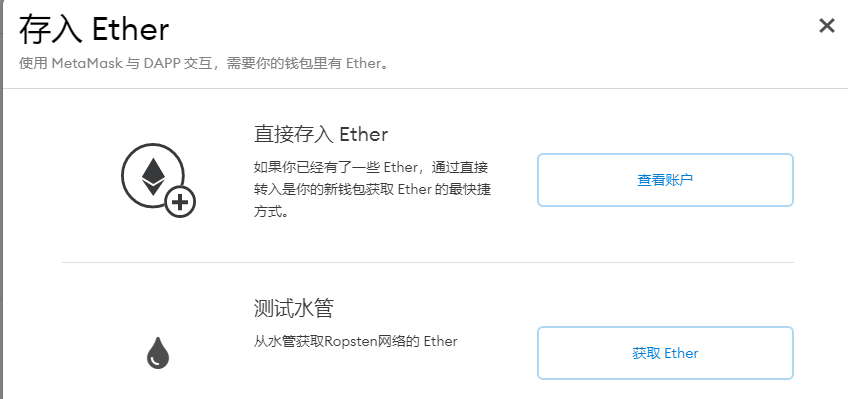 存入 Ether
使用 MetaMask 与 DAPP 交互，需要你的钱包里有 Ether。
直接存入 Ether
如果你已经有了一些 Ether，通过直接
转入是你的新钱包获取 Ether 的最快捷
方式。
查看账户
测试水管
从水管获取Ropsten网络的 Ether
获取 Ether